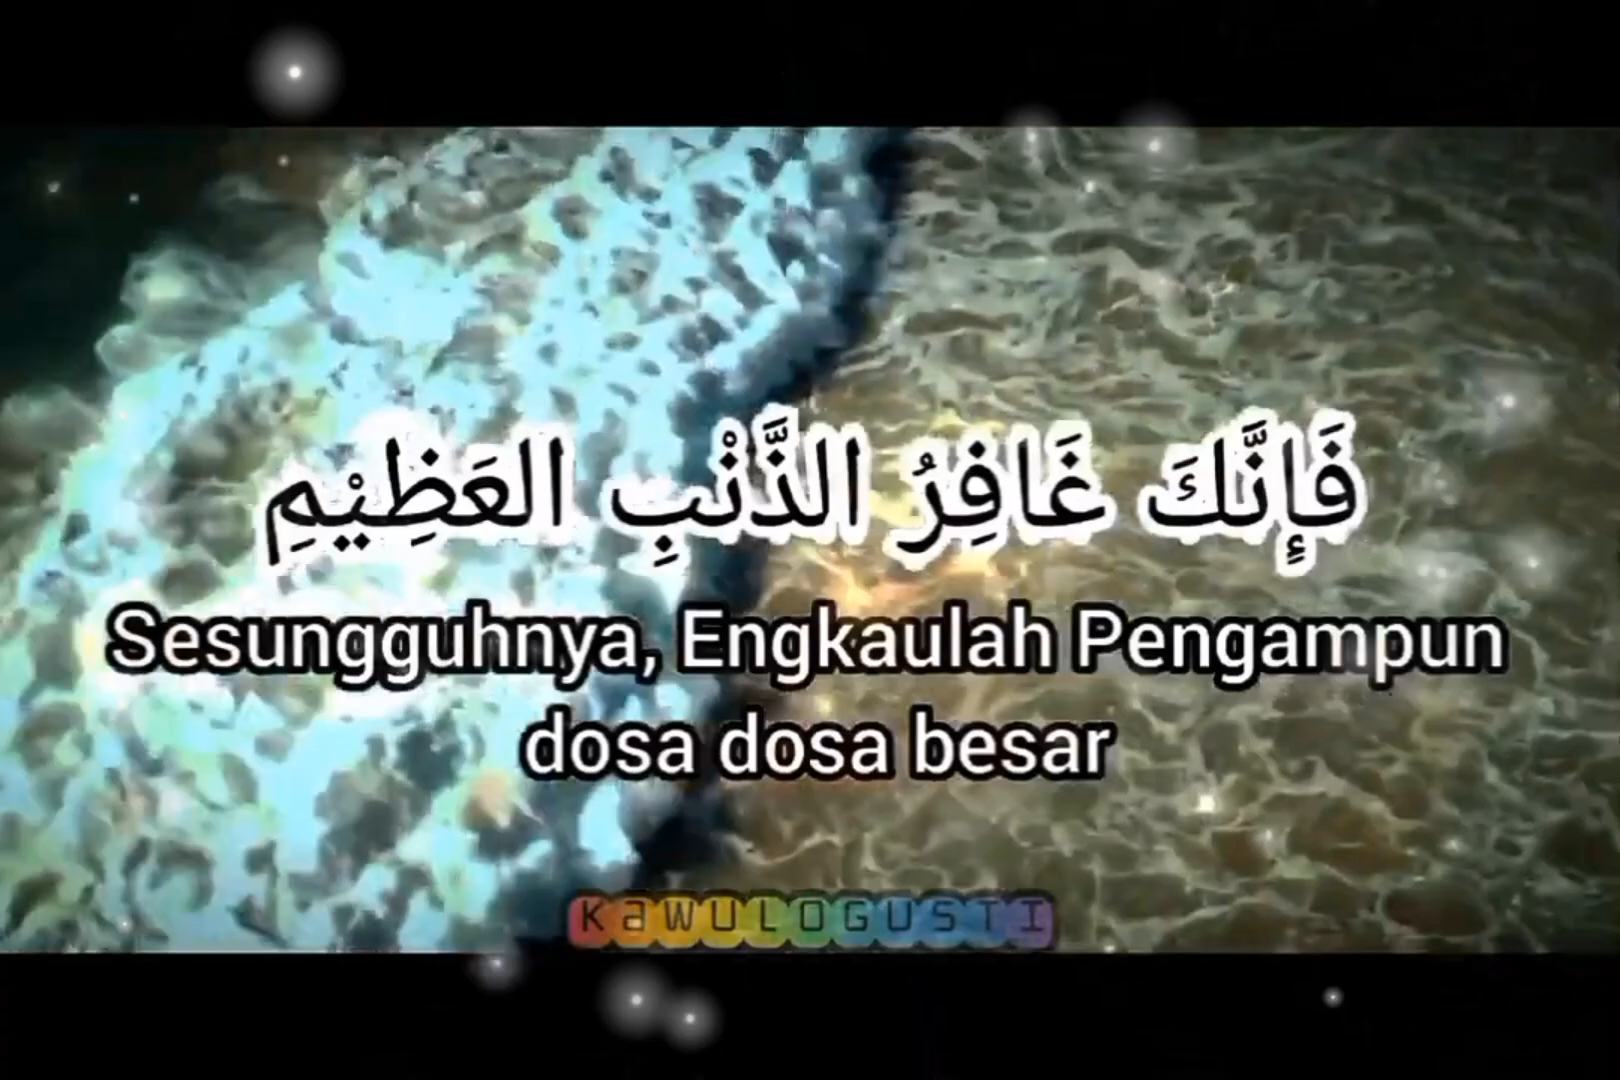 فَإِنَّكَ غَافِرُ الذَّنْبِ العَظِيْمِ
Sesungguhnya, Engkaulah Pengampun
dosa dosa besar
KaWULOGUSTI